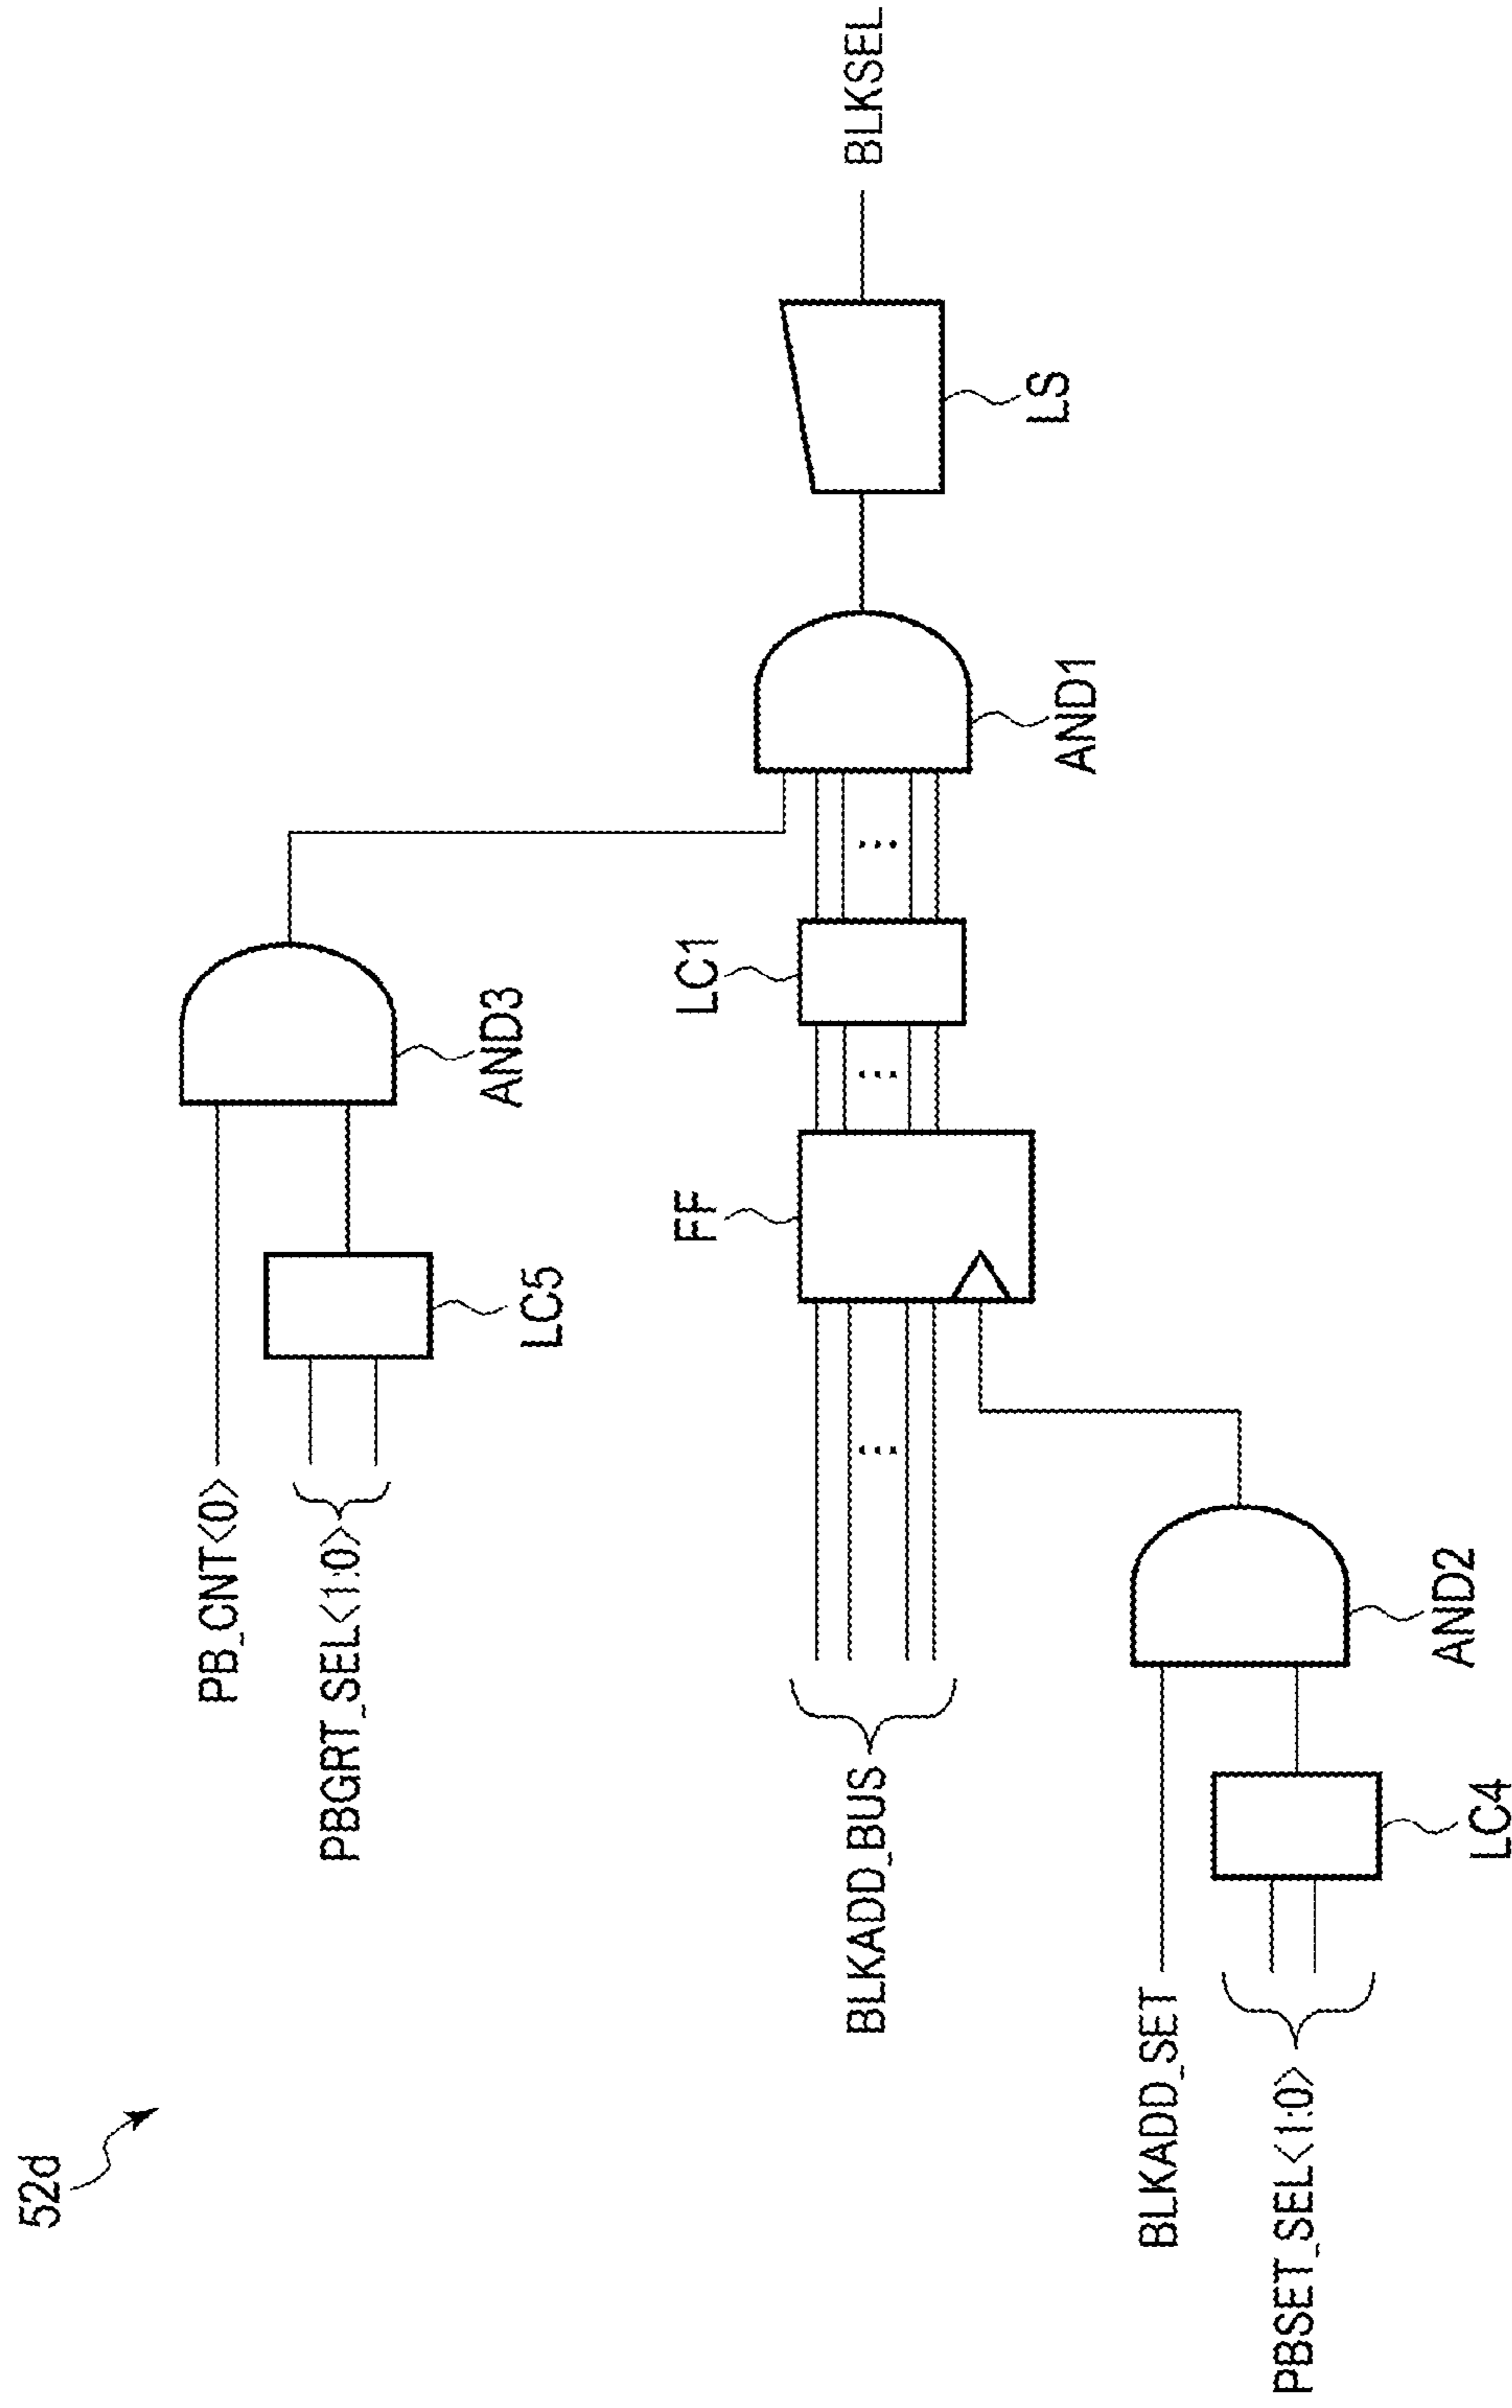 52d
PB_CNT<0>
PBGRT_SEL<1:0>
LC5
AND3
BLKADD_BUS
FF
LC1
AND1
LS
BLKSEL
BLKADD_SET
PBSET_SEL<1:0>
LC4
AND2